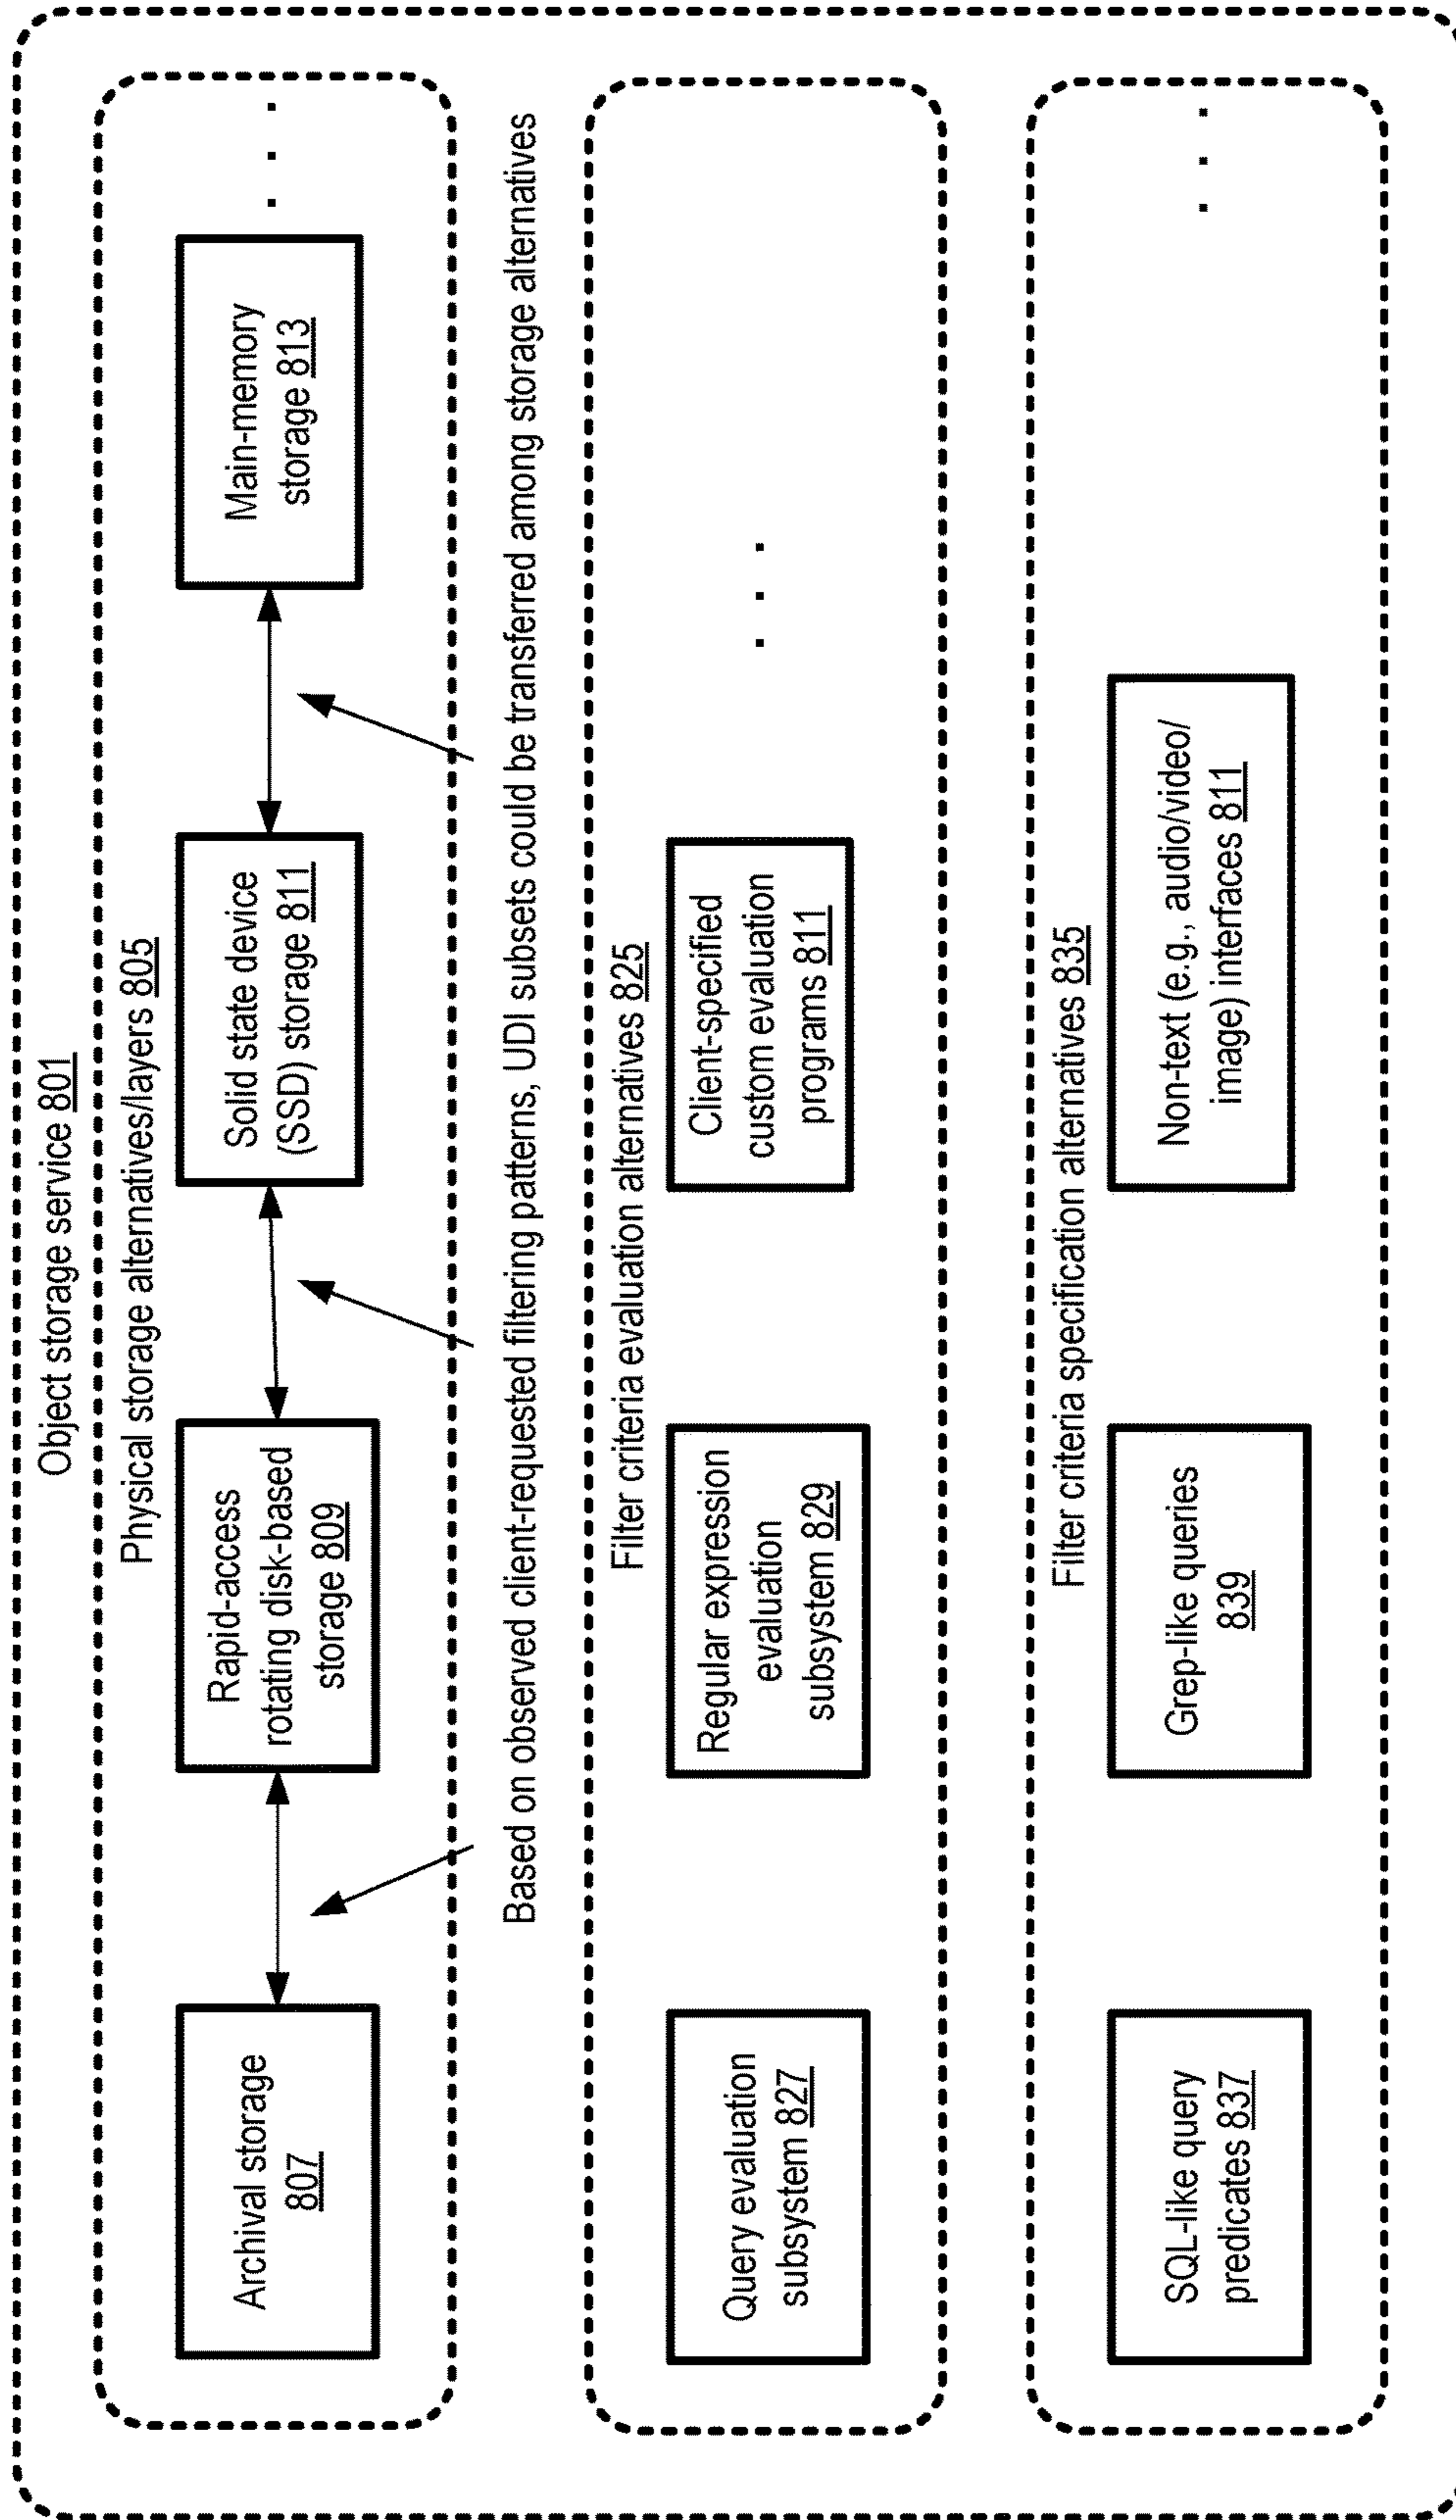 Object storage service 801
Physical storage alternatives/layers 805
Archival storage
807
Rapid-access
rotating disk-based
storage 809
Solid state device
(SSD) storage 811
Main-memory
storage 813
. . .
Based on observed client-requested filtering patterns, UDI subsets could be transferred among storage alternatives
Filter criteria evaluation alternatives 825
Query evaluation
subsystem 827
Regular expression
evaluation
subsystem 829
Client-specified
custom evaluation
programs 811
. . .
Filter criteria specification alternatives 835
SQL-like query
predicates 837
Grep-like queries
839
Non-text (e.g., audio/video/
image) interfaces 811
. . .